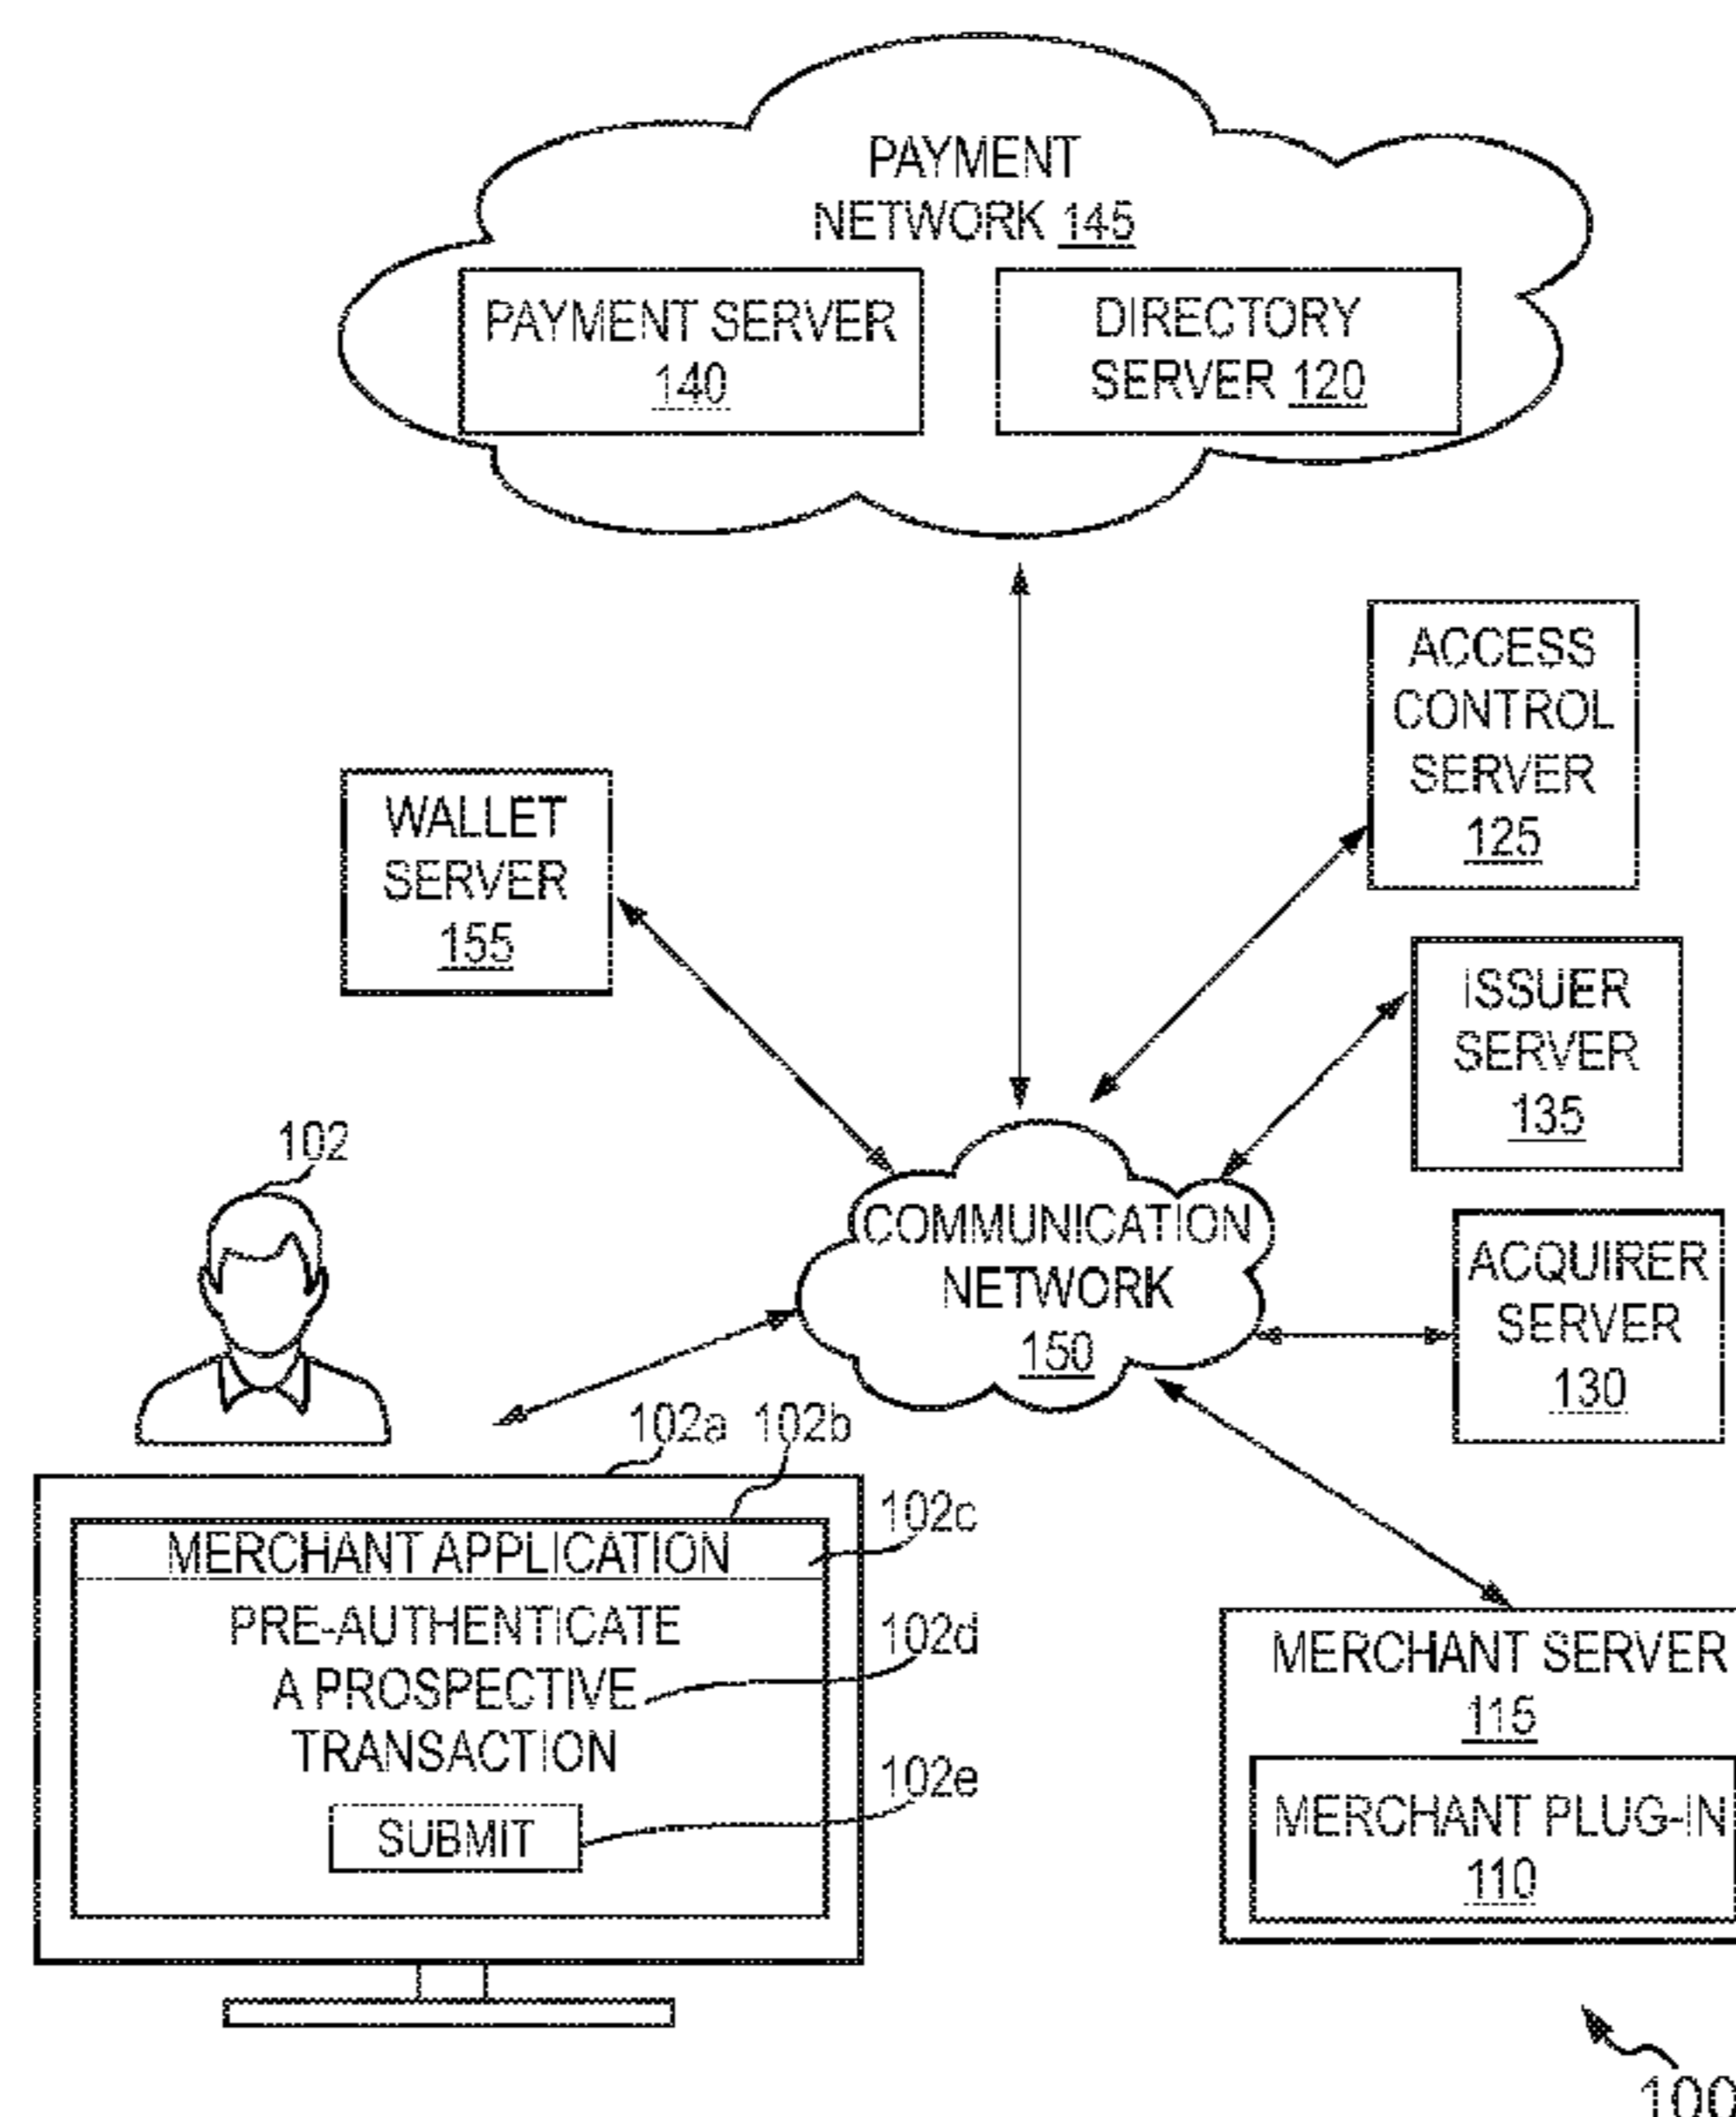 PAYMENT
NETWORK 145
PAYMENT SERVER
140
DIRECTORY
SERVER 120
ACCESS
CONTROL
SERVER
125
WALLET
SERVER
155
ISSUER
SERVER
135
102
COMMUNICATION
NETWORK
150
ACQUIRER
SERVER
130
102a 102b
102c
MERCHANT APPLICATION
PRE-AUTHENTICATE
102d
A PROSPECTIVE
TRANSACTION
102e
SUBMIT
MERCHANT SERVER
115
MERCHANT PLUG-IN
110
100